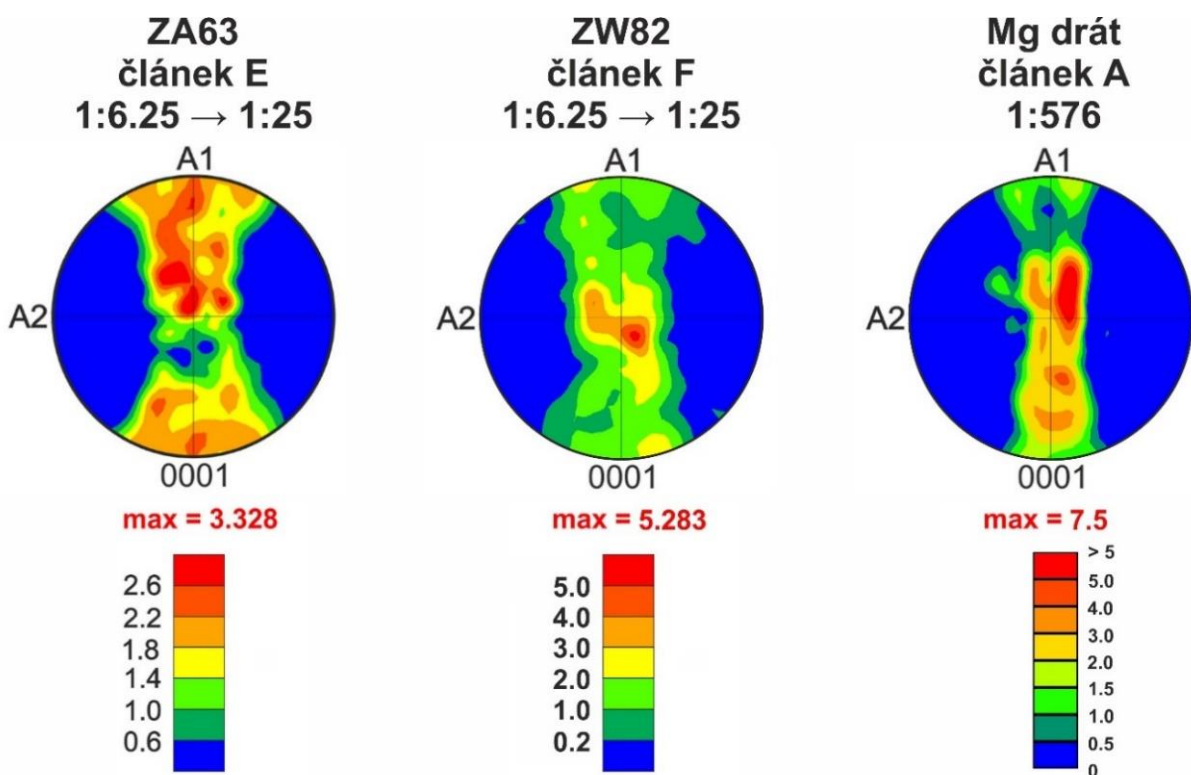 ZA63
článek E
1:6.25 → 1:25
A1
A2
0001
max = 3.328
2.6
2.2
1.8
1.4
1.0
0.6
ZW82
článek F
1:6.25 → 1:25
A1
A2
0001
max = 5.283
5.0
4.0
3.0
2.0
1.0
0.2
Mg drát
článek A
1:576
A1
A2
0001
max = 7.5
> 5
5.0
4.0
3.0
2.0
1.5
1.0
0.5
0